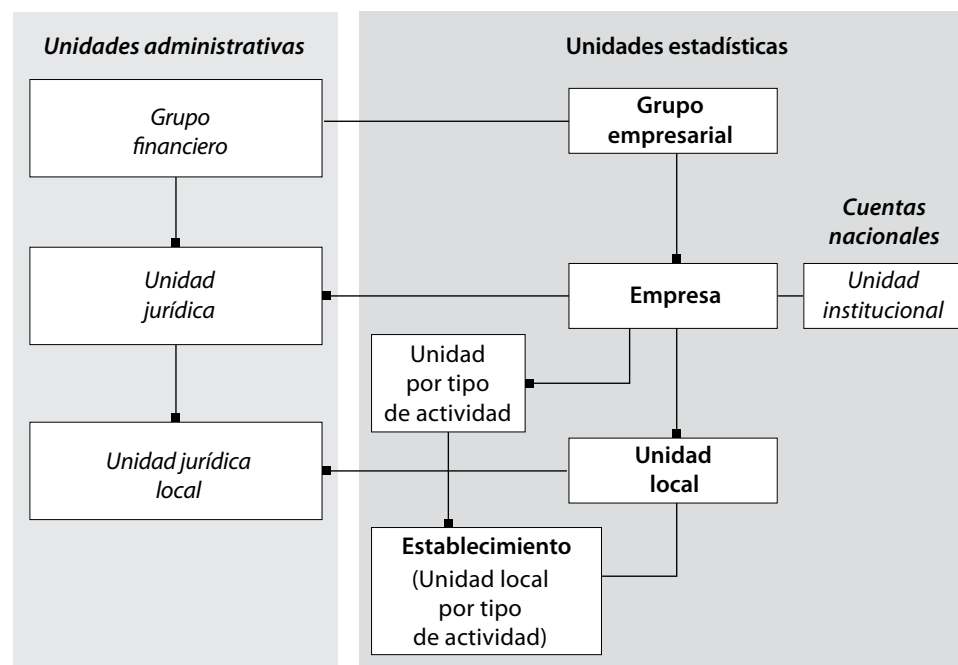 Unidades administrativas
Grupo
financiero
Unidad
jurídica
Unidad jurídica
local
Unidades estadísticas
Grupo
empresarial
Cuentas
nacionales
Empresa
Unidad
institucional
Unidad
por tipo
de actividad
Unidad
local
Establecimiento
(Unidad local
por tipo
de actividad)